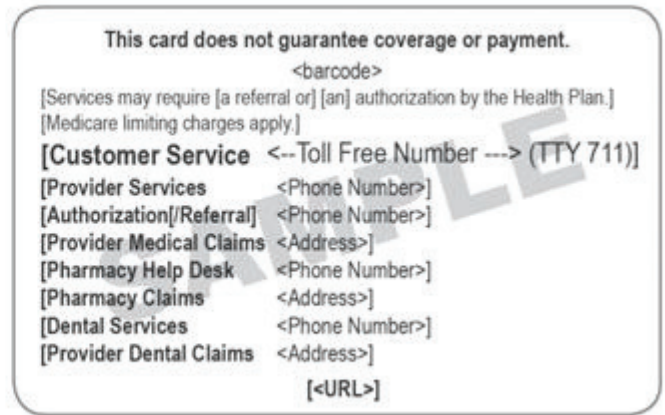 This card does not guarantee coverage or payment.
<barcode>
[Services may require [a referral or] [an] authorization by the Health Plan.]
[Medicare limiting charges apply.]
[Customer Service <--Toll Free Number ---> (TTY 711)]
[Provider Services <Phone Number>]
[Authorization[/Referral] <Phone Number>]
[Provider Medical Claims <Address>]
[Pharmacy Help Desk <Phone Number>]
[Pharmacy Claims <Address>]
[Dental Services <Phone Number>]
[Provider Dental Claims <Address>]
[<URL>]
SAMPLE